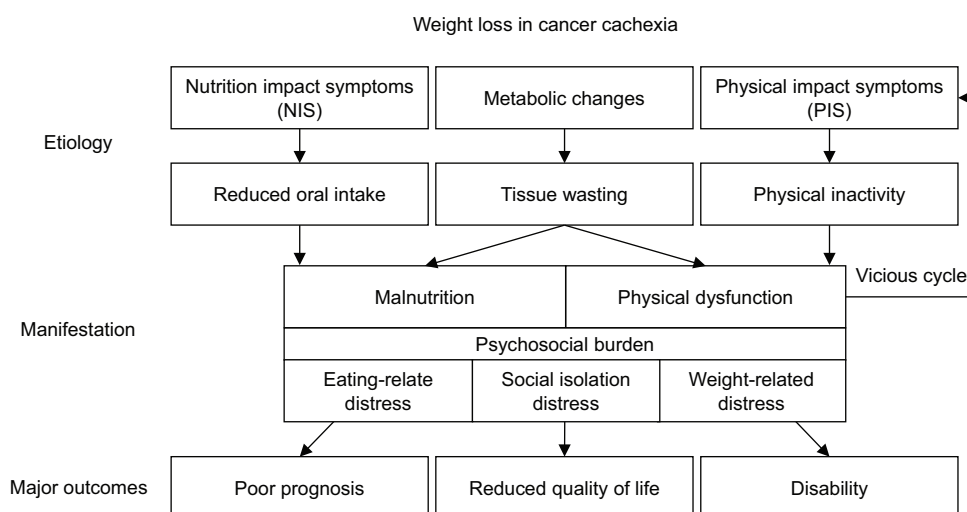 Weight loss in cancer cachexia
Nutrition impact symptoms
(NIS)
Metabolic changes
Physical impact symptoms
(PIS)
Etiology
Reduced oral intake
Tissue wasting
Physical inactivity
Vicious cycle
Malnutrition
Physical dysfunction
Manifestation
Psychosocial burden
Eating-relate
distress
Social isolation
distress
Weight-related
distress
Major outcomes
Poor prognosis
Reduced quality of life
Disability